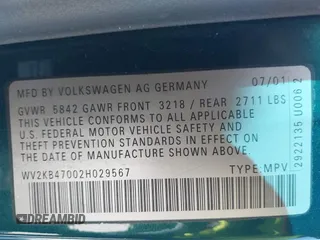 MFD BY VOLKSWAGEN AG GERMANY 07/01
GVWR 5842 GAWR FRONT 3218 / REAR 2711 LBS
THIS VEHICLE CONFORMS TO ALL APPLICABLE
U.S. FEDERAL MOTOR VEHICLE SAFETY AND
THEFT PREVENTION STANDARDS IN EFFECT ON
THE DATE OF MANUFACTURE SHOWN ABOVE.
WV2KB47002H029567 TYPE: MPV
2922135 U0062
DREAMBID